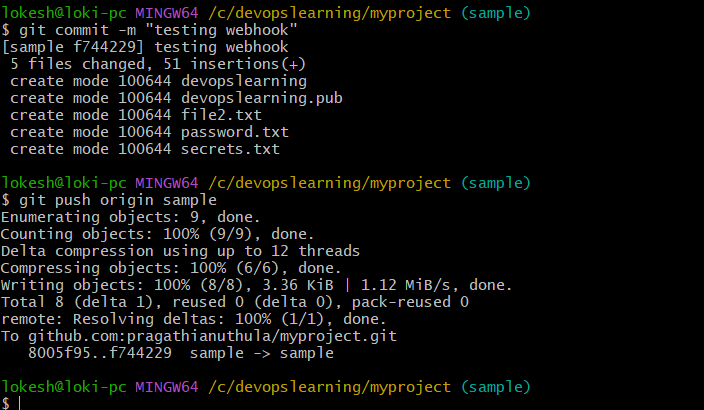 lokesh@loki-pc MINGW64 /c/devopslearning/myproject (sample)
$ git commit -m "testing webhook"
[sample f744229] testing webhook
 5 files changed, 51 insertions(+)
 create mode 100644 devopslearning
 create mode 100644 devopslearning.pub
 create mode 100644 file2.txt
 create mode 100644 password.txt
 create mode 100644 secrets.txt
lokesh@loki-pc MINGW64 /c/devopslearning/myproject (sample)
$ git push origin sample
Enumerating objects: 9, done.
Counting objects: 100% (9/9), done.
Delta compression using up to 12 threads
Compressing objects: 100% (6/6), done.
Writing objects: 100% (8/8), 3.36 KiB | 1.12 MiB/s, done.
Total 8 (delta 1), reused 0 (delta 0), pack-reused 0
remote: Resolving deltas: 100% (1/1), done.
To github.com:pragathianuthula/myproject.git
   8005f95..f744229  sample -> sample
lokesh@loki-pc MINGW64 /c/devopslearning/myproject (sample)
$